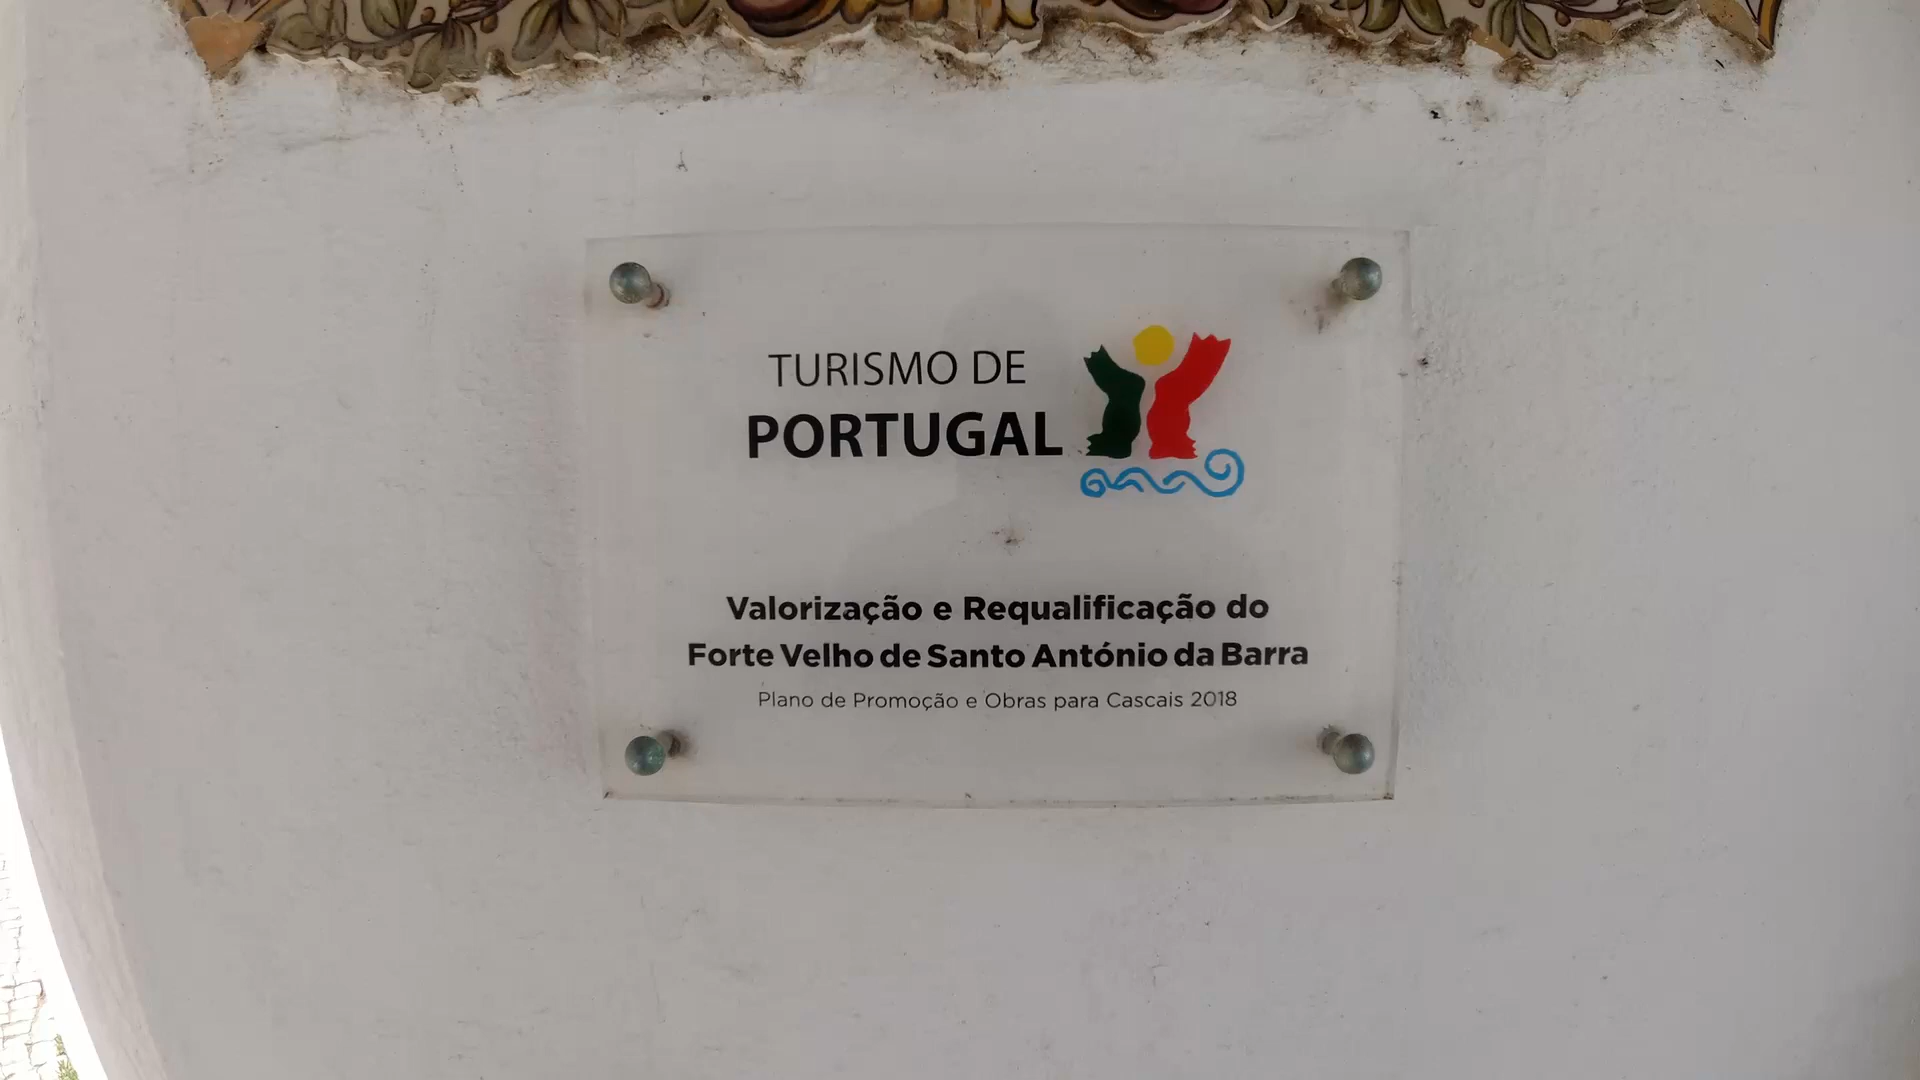 TURISMO DE
PORTUGAL
Valorização e Requalificação do
Forte Velho de Santo António da Barra
Plano de Promoção e Obras para Cascais 2018